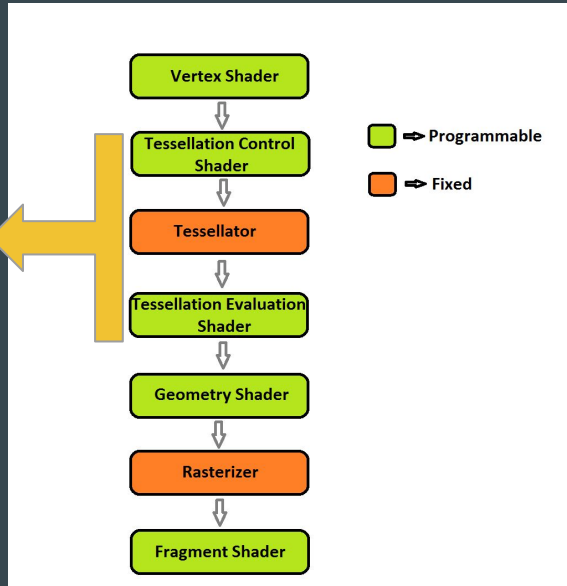 Vertex Shader
Tessellation Control
Shader
Programmable
Fixed
Tessellator
Tessellation Evaluation
Shader
Geometry Shader
Rasterizer
Fragment Shader